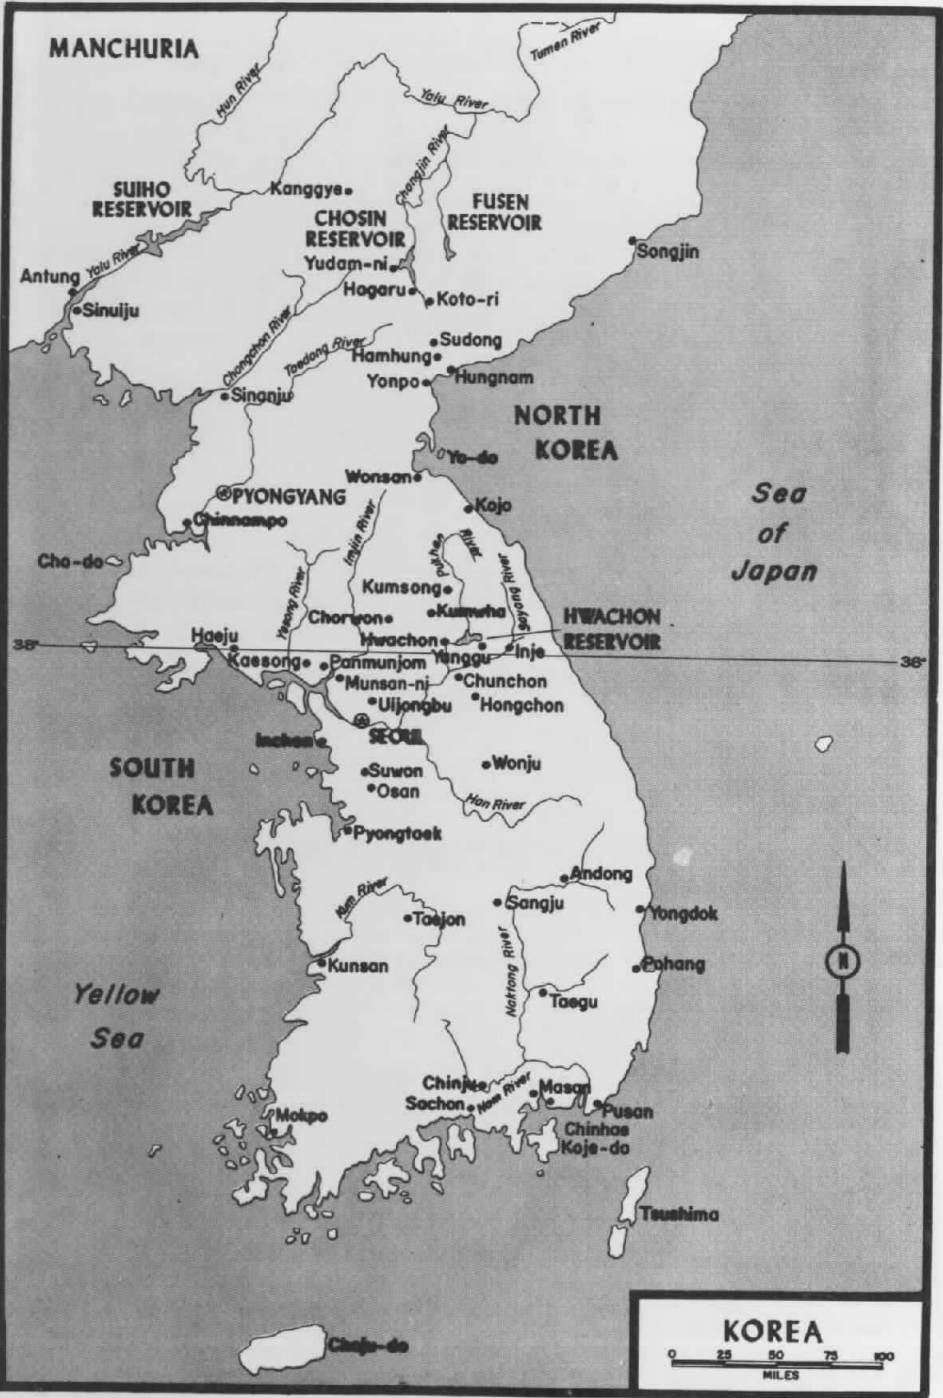 MANCHURIA
Hun River
Tumen River
Yalu River
Changjin River
SUIHO
RESERVOIR
Kanggye
CHOSIN
RESERVOIR
FUSEN
RESERVOIR
Songjin
Yudam-ni
Antung
Yalu River
Sinuiju
Hagaru
Koto-ri
Chongchon River
Taedong River
Sudong
Hamhung
Hungnam
Yonpo
Sinanju
NORTH
KOREA
Yo-do
Wonsan
PYONGYANG
Kojo
Sea
of
Japan
Chinnampo
Imjin River
Cho-do
Pukhan
River
Soyang River
Yesong River
Kumsong
Chorwon
Kumwha
HWACHON
RESERVOIR
38°
Haeju
Hwachon
Yanggu
Inje
38°
Kaesong
Panmunjom
Munsan-ni
Chunchon
Uijongbu
Hongchon
SEOUL
Inchon
SOUTH
KOREA
Suwon
Wonju
Osan
Han River
Pyongtaek
Andong
Kum River
Sangju
Taejon
Yongdok
Naktong River
Kunsan
Pohang
N
Yellow
Sea
Taegu
Chinju
Nam River
Masan
Sachon
Pusan
Mokpo
Chinhae
Koje-do
Tsushima
Cheju-do
KOREA
0 25 50 75 100
MILES